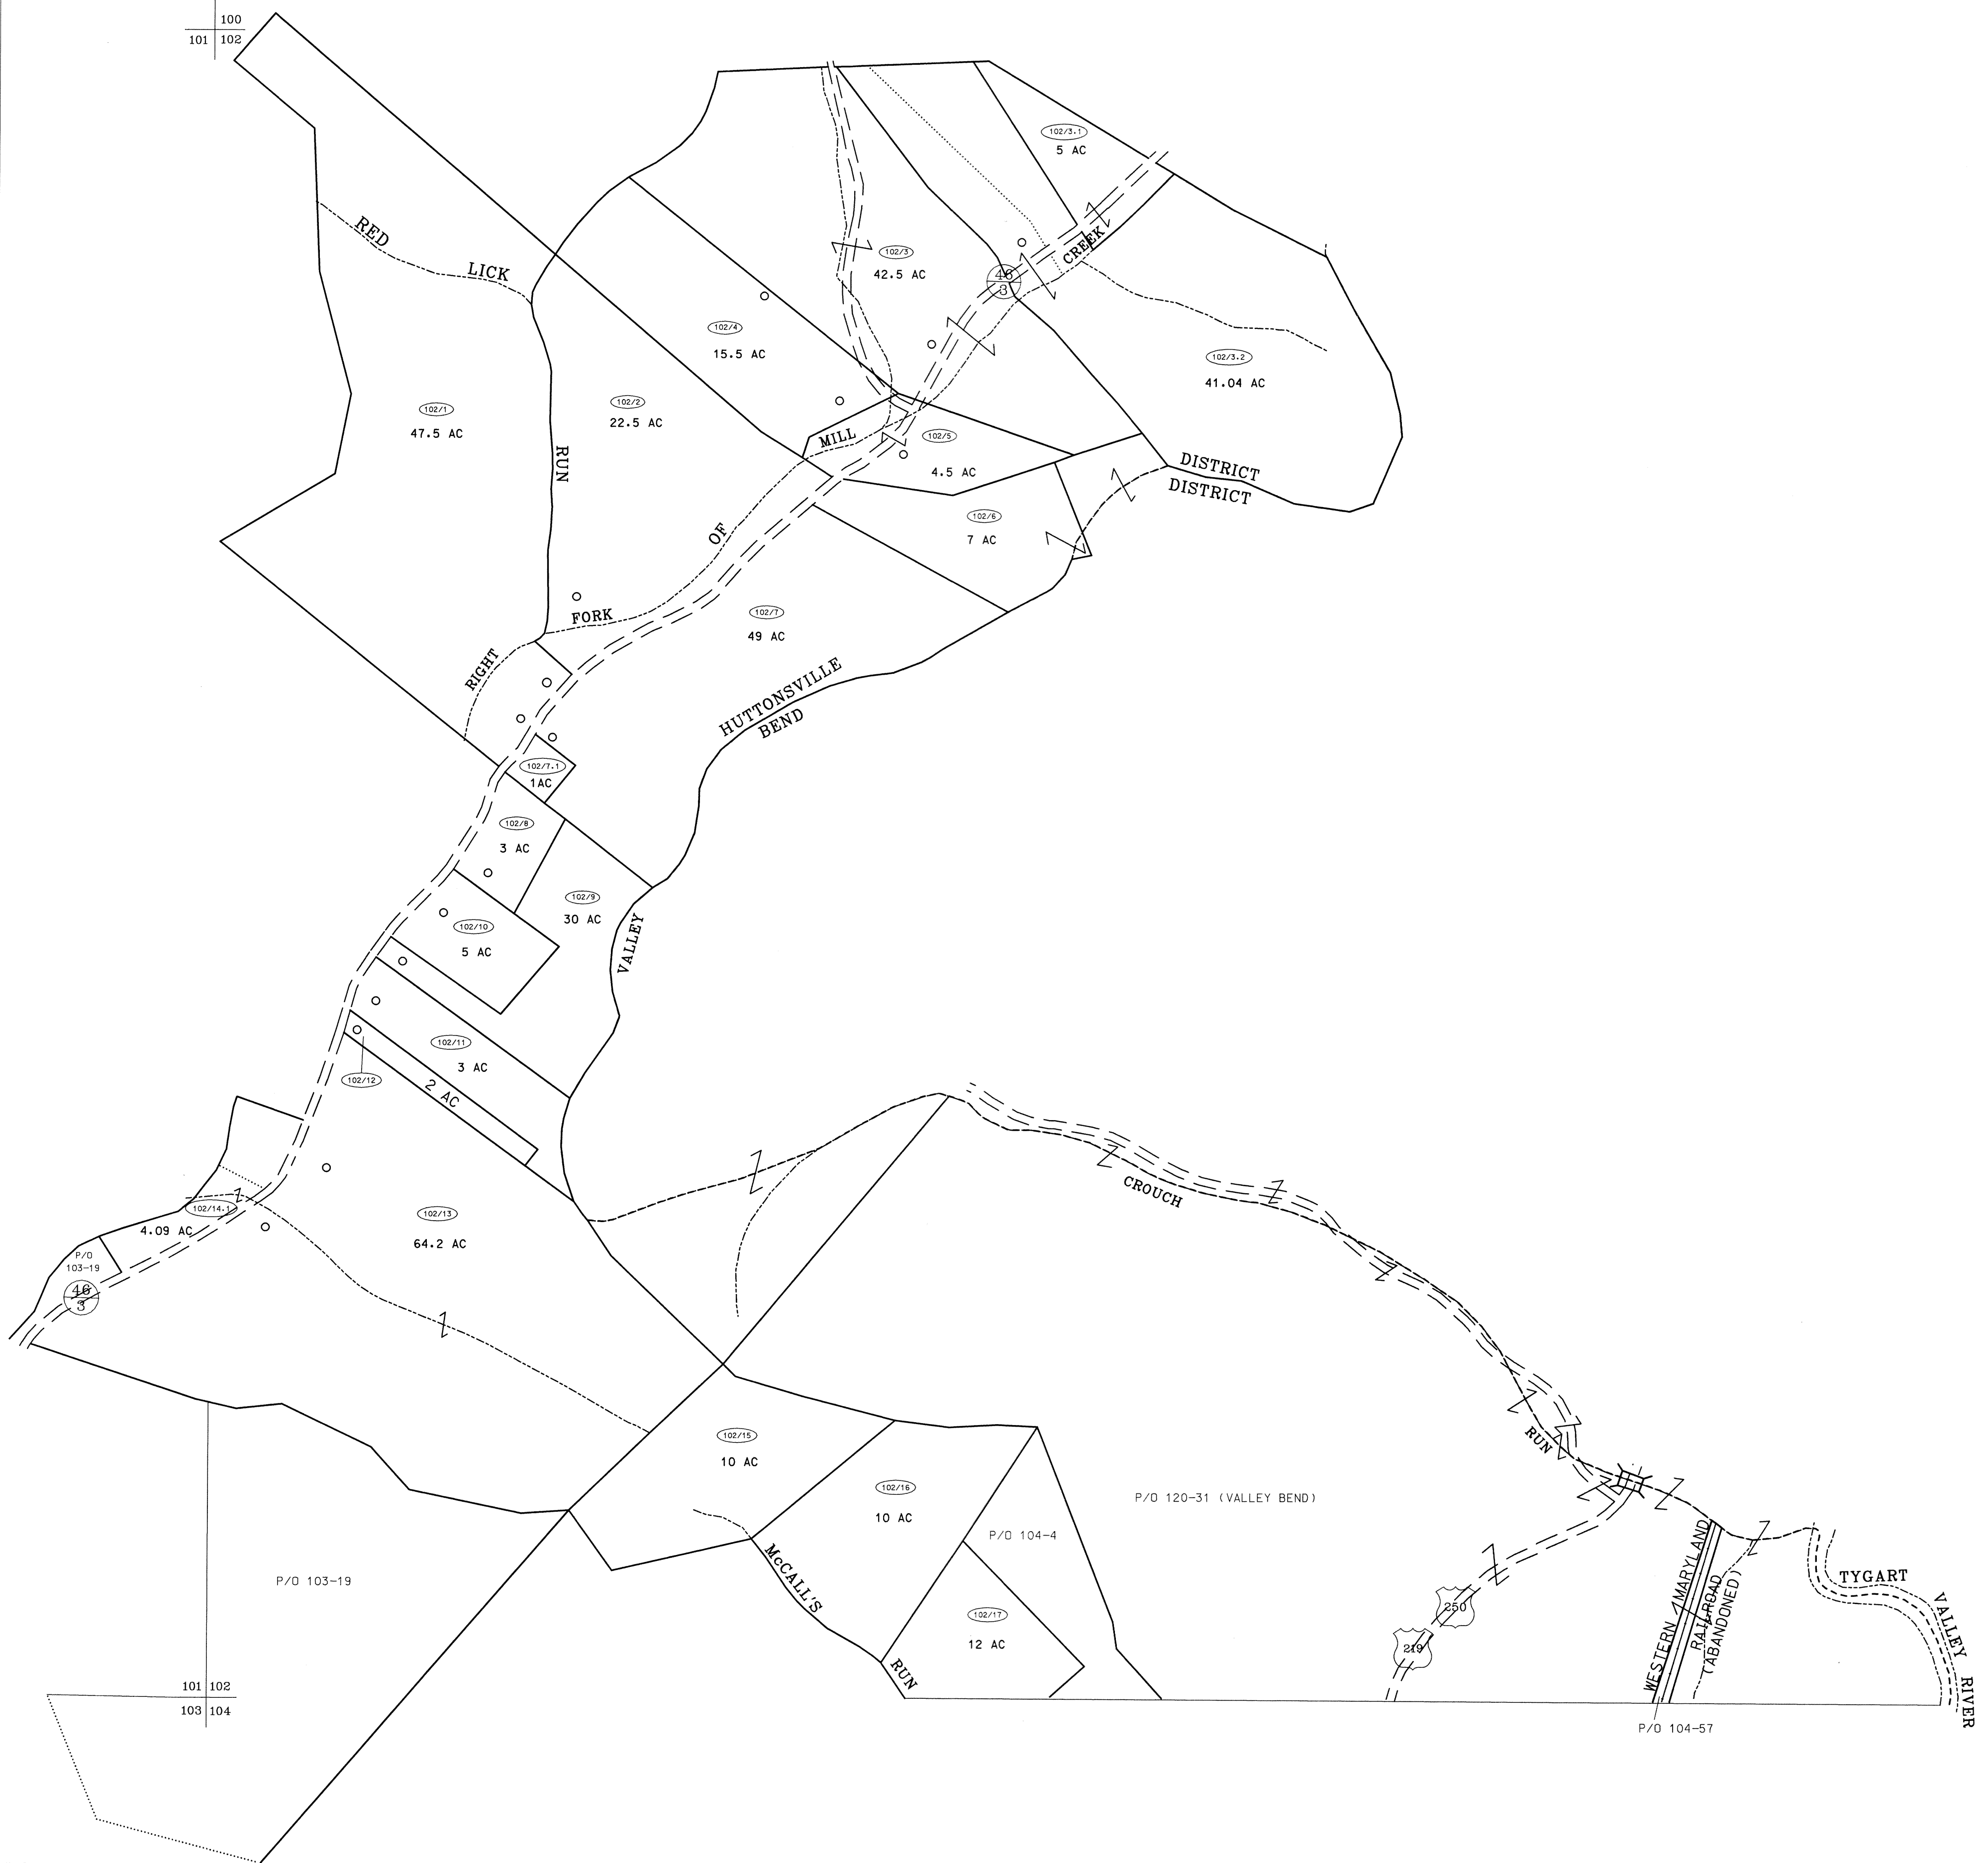 100
101 102
102/3.1
5 AC
RED
LICK
CREEK
102/3
42.5 AC
46
3
102/4
15.5 AC
102/3.2
41.04 AC
102/1
47.5 AC
102/2
22.5 AC
RUN
MILL
102/5
4.5 AC
DISTRICT
DISTRICT
102/6
7 AC
OF
FORK
RIGHT
102/7
49 AC
HUTTONSVILLE
BEND
102/7.1
1AC
102/8
3 AC
102/9
30 AC
VALLEY
102/10
5 AC
102/11
3 AC
102/12
2 AC
CROUCH
102/14.1
4.09 AC
102/13
64.2 AC
P/O
103-19
46
3
102/15
10 AC
RUN
102/16
10 AC
P/O 120-31 (VALLEY BEND)
P/O 104-4
McCALL'S
RUN
P/O 103-19
102/17
12 AC
250
219
WESTERN MARYLAND
RAILROAD
(ABANDONED)
TYGART
VALLEY
RIVER
101 102
103 104
P/O 104-57